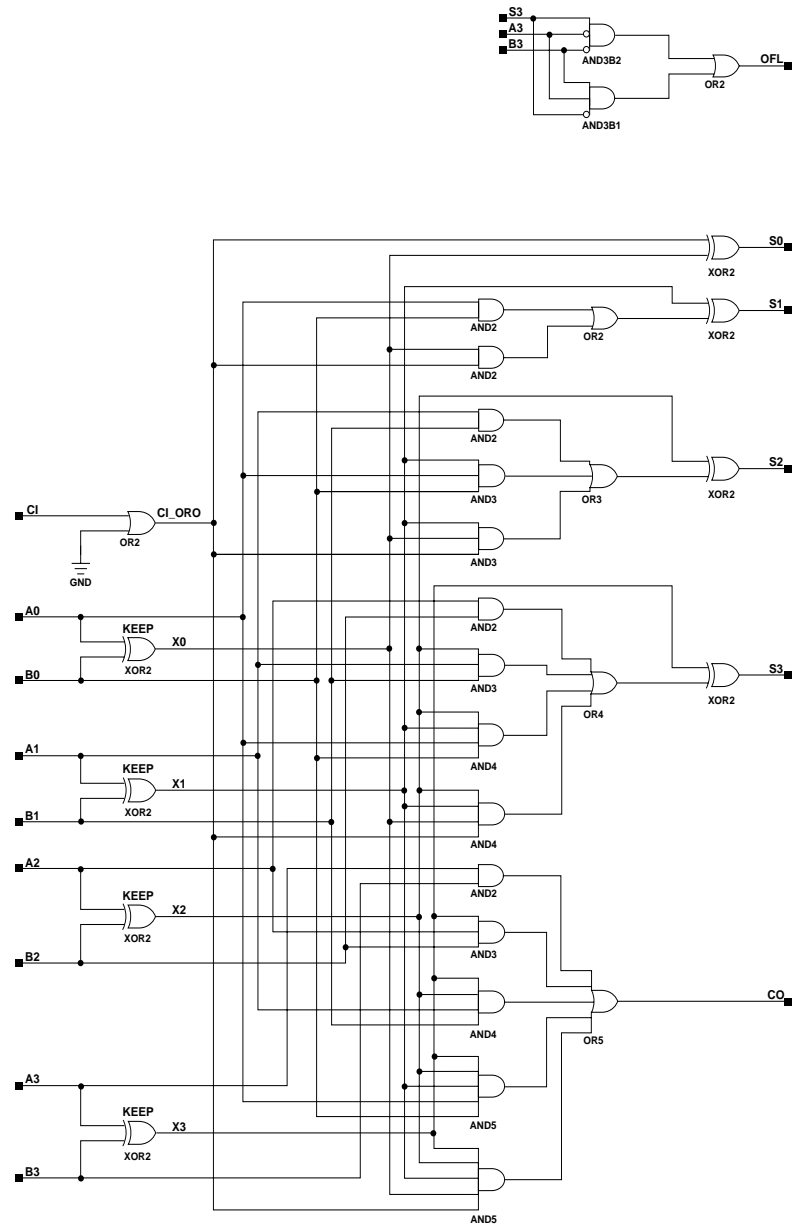 S3
A3
B3
AND3B2
OFL
OR2
AND3B1
S0
XOR2
S1
AND2
OR2
XOR2
AND2
AND2
S2
AND3
OR3
XOR2
CI
CI_ORO
OR2
AND3
GND
A0
KEEP
AND2
X0
XOR2
B0
AND3
S3
OR4
XOR2
A1
KEEP
AND4
X1
XOR2
B1
AND4
A2
KEEP
AND2
X2
XOR2
B2
AND3
CO
AND4
OR5
A3
KEEP
AND5
X3
XOR2
B3
AND5